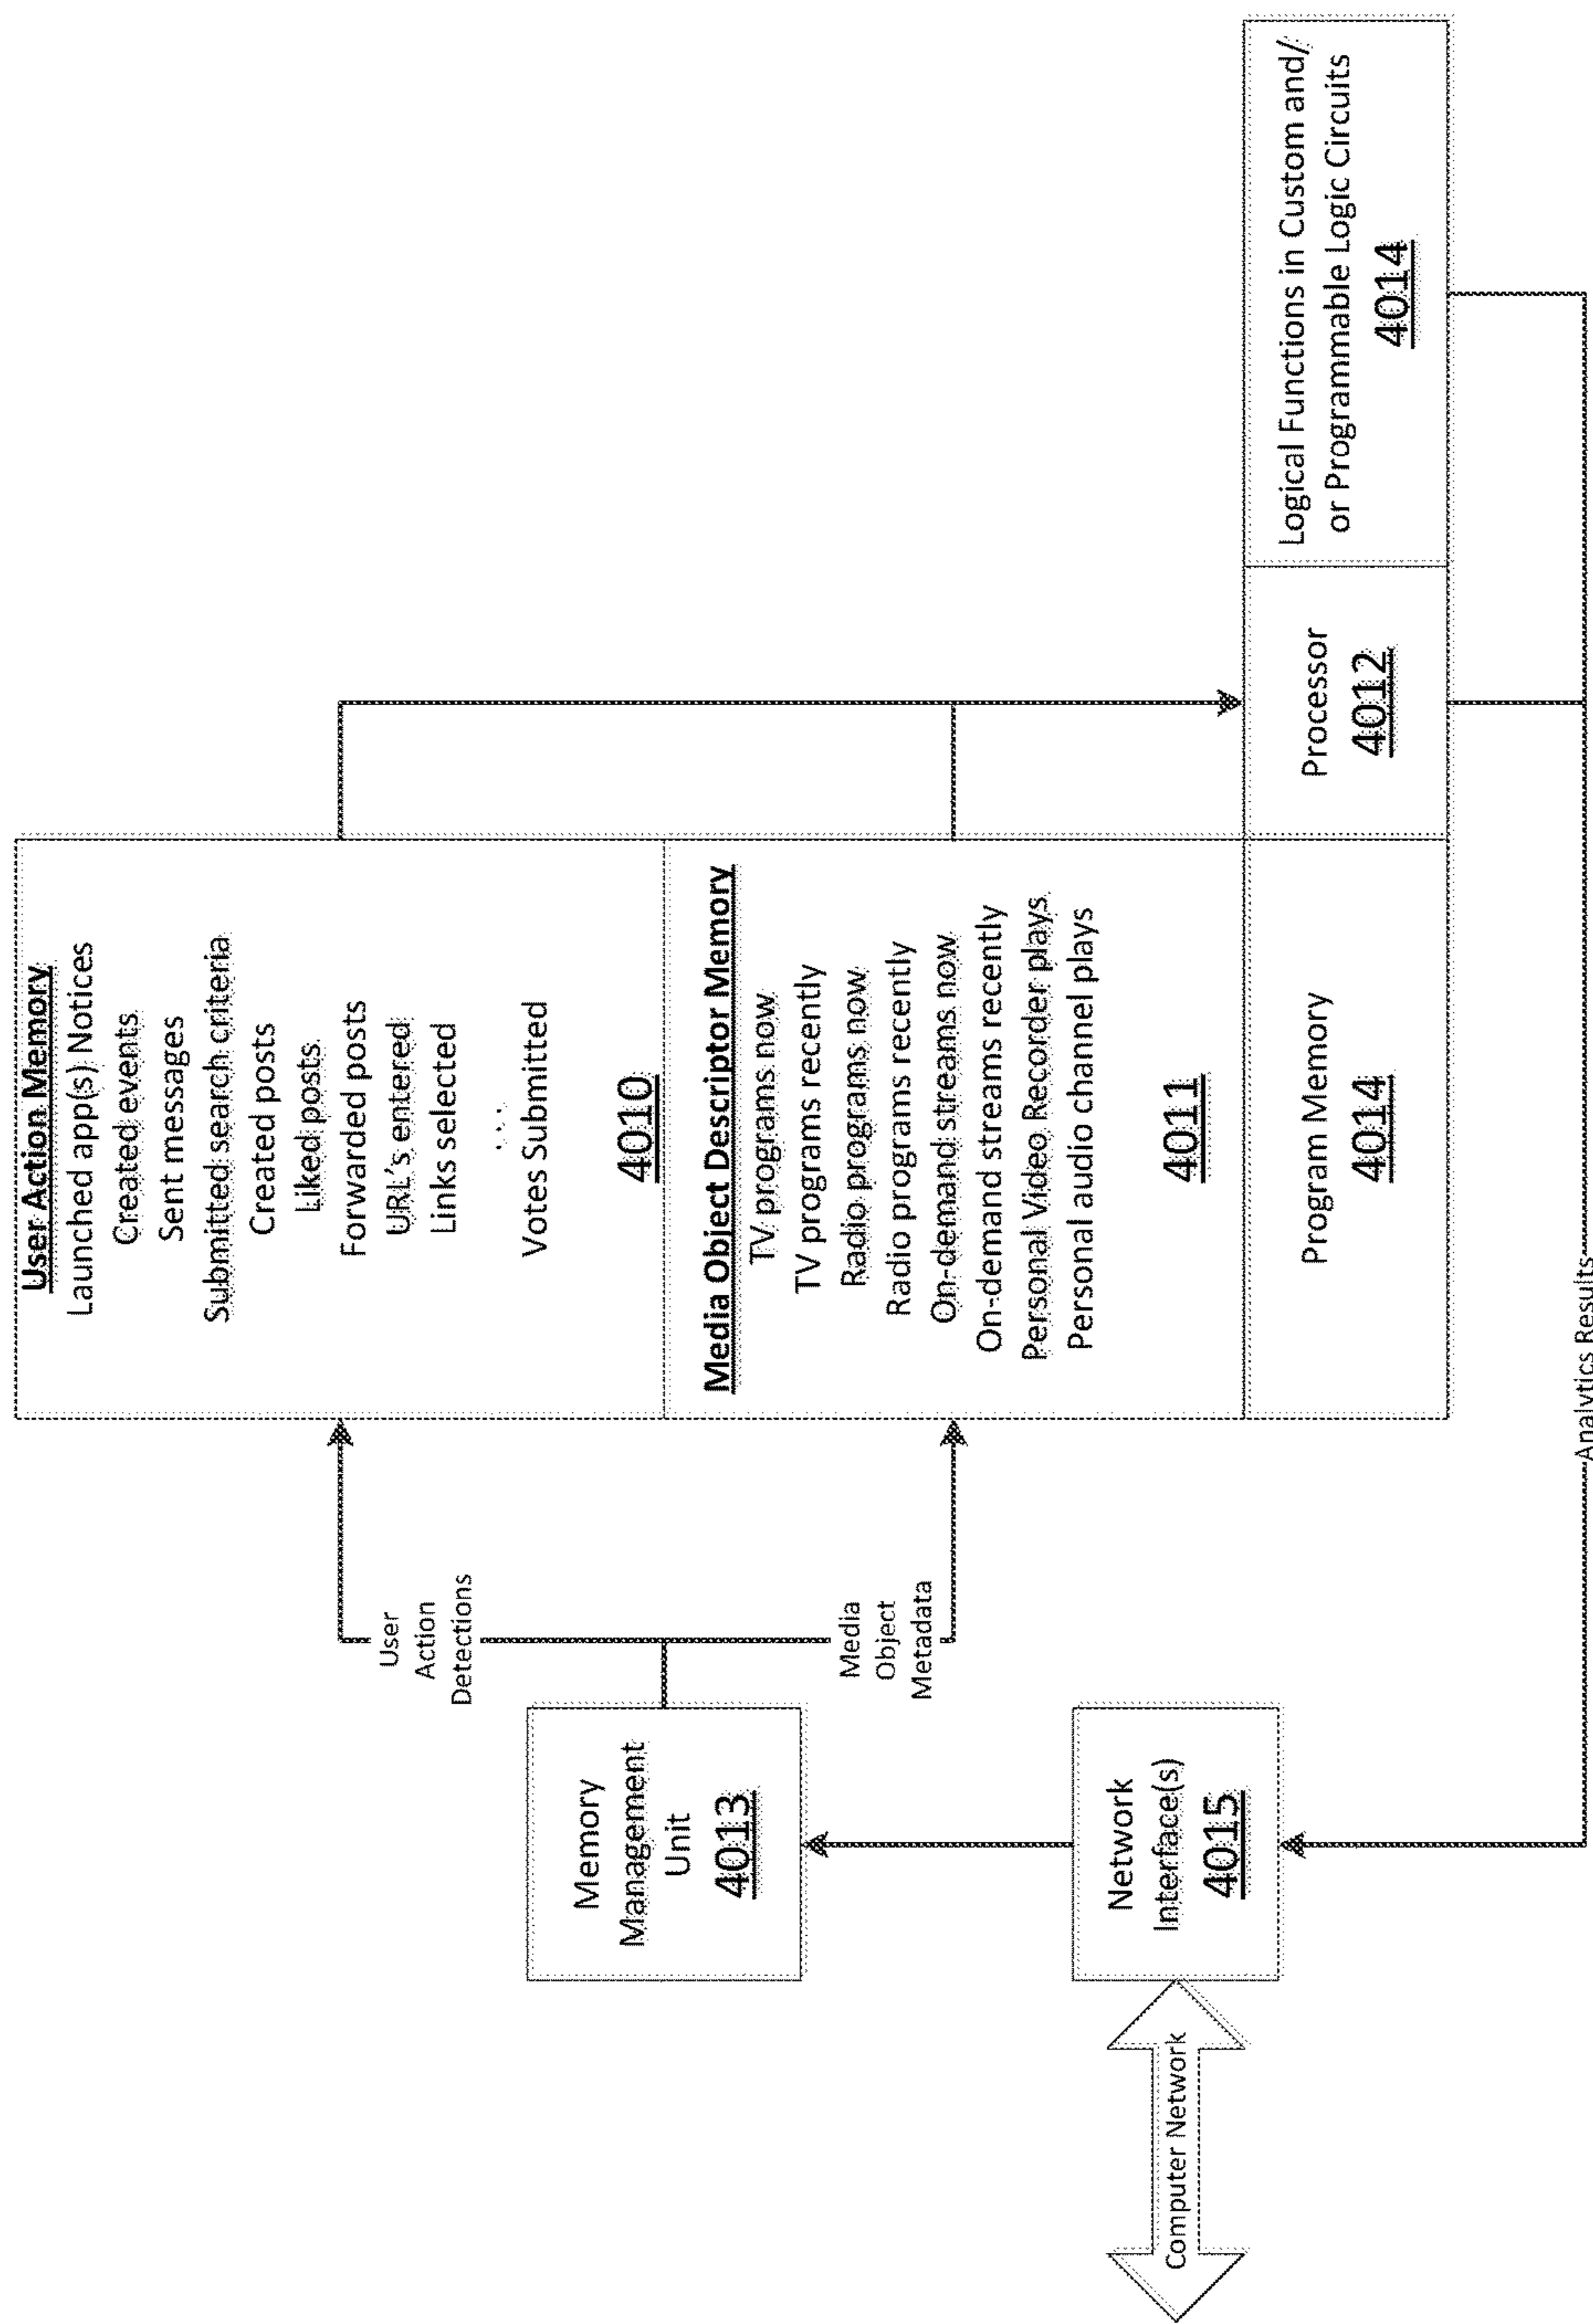 User Action Memory
Launched app(s) Notices
Created events
Sent messages
Submitted search criteria
Created posts
Liked posts
Forwarded posts
URL's entered
Links selected
...
Votes Submitted
4010
Media Object Descriptor Memory
TV programs now
TV programs recently
Radio programs now
Radio programs recently
On-demand streams now
On-demand streams recently
Personal Video Recorder plays
Personal audio channel plays
4011
Program Memory
4014
Processor
4012
Logical Functions in Custom and/
or Programmable Logic Circuits
4014
User
Action
Detections
Media
Object
Metadata
Memory
Management
Unit
4013
Network
Interface(s)
4015
Computer Network
Analytics Results